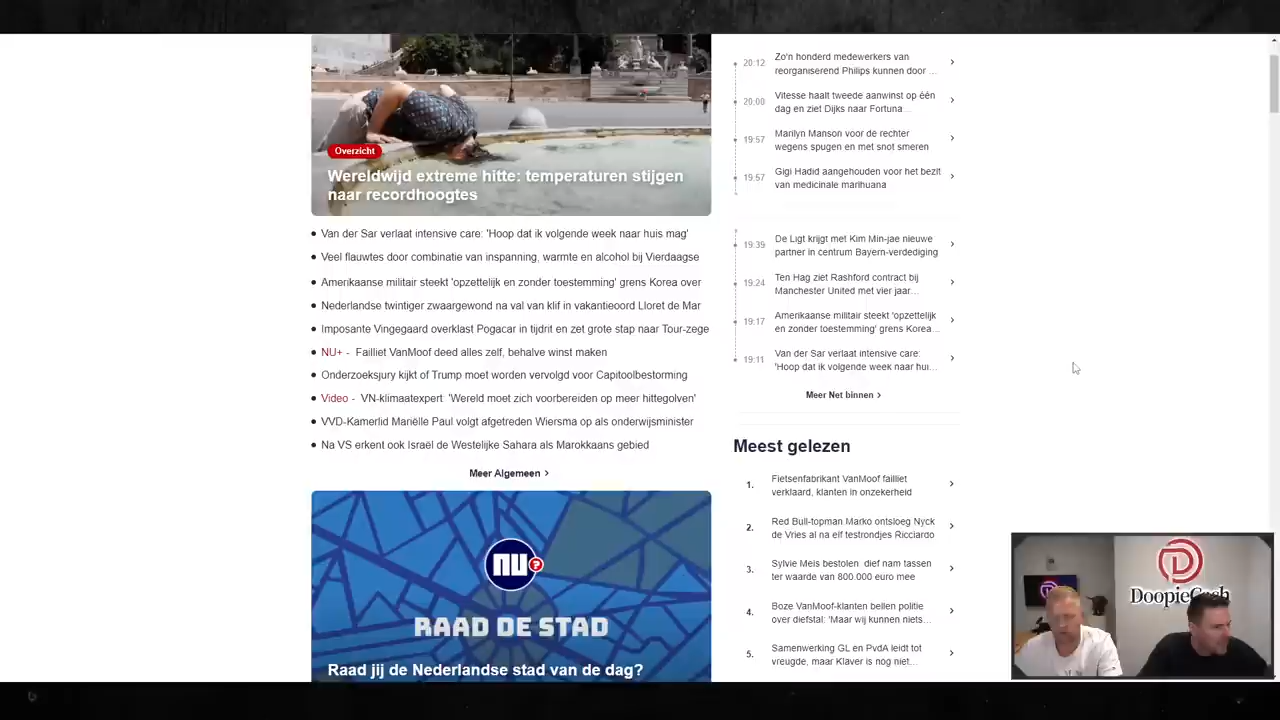 Overzicht
Wereldwijd extreme hitte: temperaturen stijgen
naar recordhoogtes
Van der Sar verlaat intensive care: 'Hoop dat ik volgende week naar huis mag'
Veel flauwtes door combinatie van inspanning, warmte en alcohol bij Vierdaagse
Amerikaanse militair steekt 'opzettelijk en zonder toestemming' grens Korea over
Nederlandse twintiger zwaargewond na val van klif in vakantieoord Lloret de Mar
Imposante Vingegaard overklast Pogacar in tijdrit en zet grote stap naar Tour-zege
NU+ - Failliet VanMoof deed alles zelf, behalve winst maken
Onderzoeksjury kijkt of Trump moet worden vervolgd voor Capitoolbestorming
Video - VN-klimaatexpert: 'Wereld moet zich voorbereiden op meer hittegolven'
VVD-Kamerlid Mariëlle Paul volgt afgetreden Wiersma op als onderwijsminister
Na VS erkent ook Israël de Westelijke Sahara als Marokkaans gebied
Meer Algemeen
NU?
RAAD DE STAD
Raad jij de Nederlandse stad van de dag?
20:12 Zo'n honderd medewerkers van
reorganiserend Philips kunnen door ...
20:00 Vitesse haalt tweede aanwinst op één
dag en ziet Dijks naar Fortuna...
19:57 Marilyn Manson voor de rechter
wegens spugen en met snot smeren
19:57 Gigi Hadid aangehouden voor het bezit
van medicinale marihuana
19:39 De Ligt krijgt met Kim Min-jae nieuwe
partner in centrum Bayern-verdediging
19:24 Ten Hag ziet Rashford contract bij
Manchester United met vier jaar...
19:17 Amerikaanse militair steekt 'opzettelijk
en zonder toestemming' grens Korea...
19:11 Van der Sar verlaat intensive care:
'Hoop dat ik volgende week naar hui...
Meer Net binnen
Meest gelezen
1. Fietsenfabrikant VanMoof failliet
verklaard, klanten in onzekerheid
2. Red Bull-topman Marko ontsloeg Nyck
de Vries al na elf testrondjes Ricciardo
3. Sylvie Meis bestolen: dief nam tassen
ter waarde van 800.000 euro mee
4. Boze VanMoof-klanten bellen politie
over diefstal: 'Maar wij kunnen niets...
5. Samenwerking GL en PvdA leidt tot
vreugde, maar Klaver is nog niet...
DoopieCash